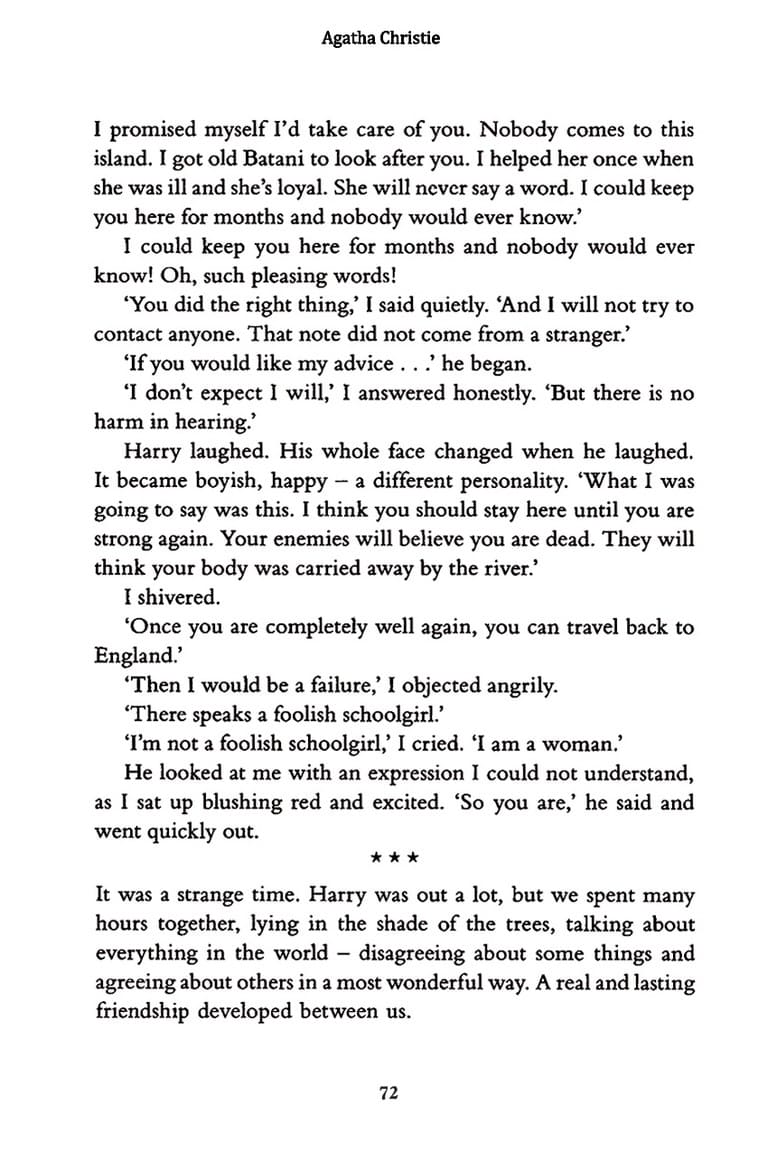 Agatha Christie
I promised myself I'd take care of you. Nobody comes to this
island. I got old Batani to look after you. I helped her once when
she was ill and she's loyal. She will never say a word. I could keep
you here for months and nobody would ever know.'
I could keep you here for months and nobody would ever
know! Oh, such pleasing words!
‘You did the right thing,’ I said quietly. ‘And I will not try to
contact anyone. That note did not come from a stranger.’
‘If you would like my advice . . .’ he began.
‘I don’t expect I will,’ I answered honestly. ‘But there is no
harm in hearing.’
Harry laughed. His whole face changed when he laughed.
It became boyish, happy – a different personality. ‘What I was
going to say was this. I think you should stay here until you are
strong again. Your enemies will believe you are dead. They will
think your body was carried away by the river.’
I shivered.
‘Once you are completely well again, you can travel back to
England.’
‘Then I would be a failure,’ I objected angrily.
‘There speaks a foolish schoolgirl.’
‘I’m not a foolish schoolgirl,’ I cried. ‘I am a woman.’
He looked at me with an expression I could not understand,
as I sat up blushing red and excited. ‘So you are,’ he said and
went quickly out.
★ ★ ★
It was a strange time. Harry was out a lot, but we spent many
hours together, lying in the shade of the trees, talking about
everything in the world – disagreeing about some things and
agreeing about others in a most wonderful way. A real and lasting
friendship developed between us.
72